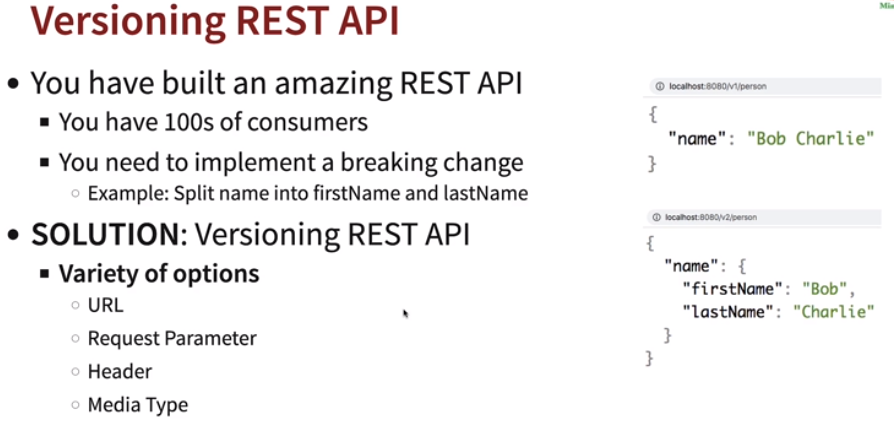 Versioning REST API
• You have built an amazing REST API
▪ You have 100s of consumers
▪ You need to implement a breaking change
○ Example: Split name into firstName and lastName
• SOLUTION: Versioning REST API
▪ Variety of options
○ URL
○ Request Parameter
○ Header
○ Media Type
localhost:8080/v1/person
{
"name": "Bob Charlie"
}
localhost:8080/v2/person
{
"name": {
"firstName": "Bob",
"lastName": "Charlie"
}
}